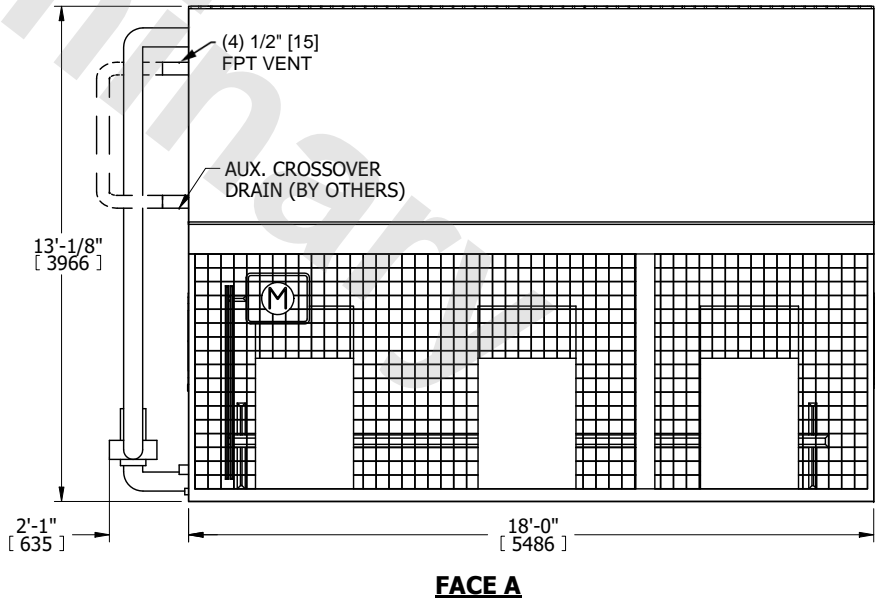 (4) 1/2" [15]
FPT VENT
AUX. CROSSOVER
DRAIN (BY OTHERS)
13'-1/8"
[ 3966 ]
M
2'-1"
[ 635 ]
18'-0"
[ 5486 ]
FACE A